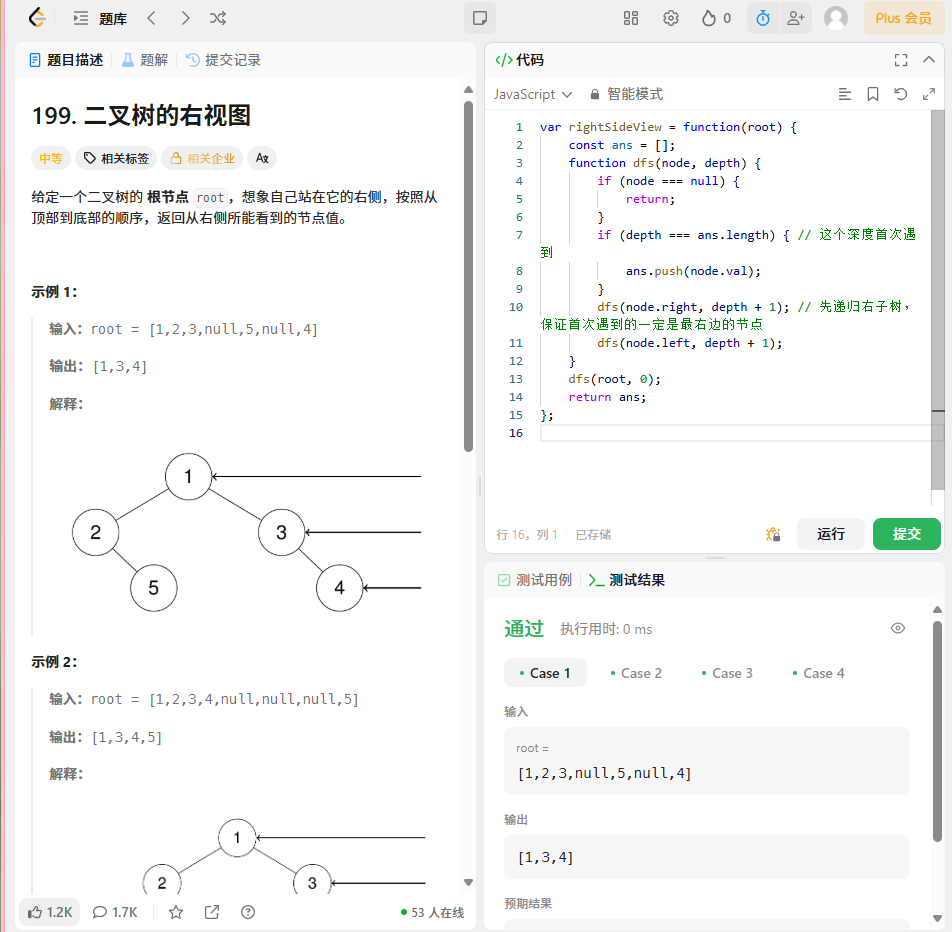 题库
0
Plus 会员
题目描述
题解
提交记录
199. 二叉树的右视图
中等
相关标签
相关企业
Ax
给定一个二叉树的 根节点 root，想象自己站在它的右侧，按照从
顶部到底部的顺序，返回从右侧所能看到的节点值。
示例 1：
输入：root = [1,2,3,null,5,null,4]
输出：[1,3,4]
解释：
1
2
3
5
4
示例 2：
输入：root = [1,2,3,4,null,null,null,5]
输出：[1,3,4,5]
解释：
1
2
3
1.2K
1.7K
53 人在线
</> 代码
JavaScript
智能模式
1 var rightSideView = function(root) {
2 const ans = [];
3 function dfs(node, depth) {
4 if (node === null) {
5 return;
6 }
7 if (depth === ans.length) { // 这个深度首次遇
到
8 ans.push(node.val);
9 }
10 dfs(node.right, depth + 1); // 先递归右子树，
保证首次遇到的一定是最右边的节点
11 dfs(node.left, depth + 1);
12 }
13 dfs(root, 0);
14 return ans;
15 };
16
行 16，列 1
已存储
运行
提交
测试用例
测试结果
通过
执行用时: 0 ms
Case 1
Case 2
Case 3
Case 4
输入
root =
[1,2,3,null,5,null,4]
输出
[1,3,4]
预期结果